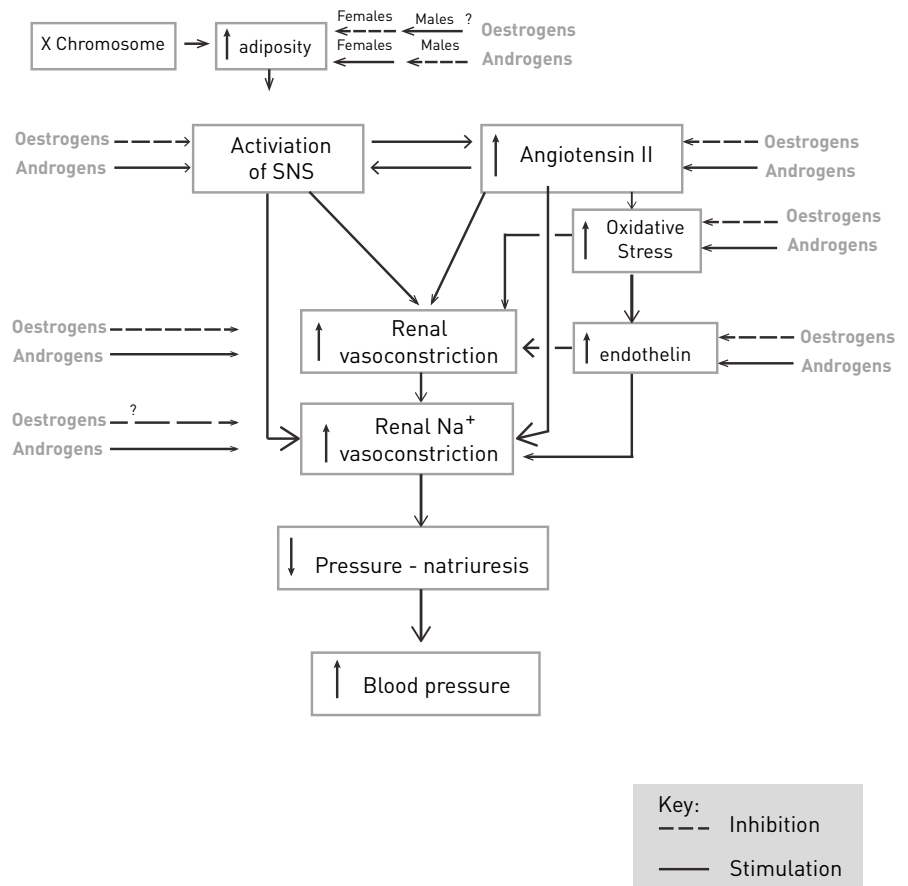 Females Males ?
Oestrogens
X Chromosome
adiposity
Females Males
Androgens
Oestrogens
Androgens
Activiation
of SNS
Angiotensin II
Oestrogens
Androgens
Oxidative
Stress
Oestrogens
Androgens
Oestrogens
Androgens
Renal
vasoconstriction
endothelin
Oestrogens
Androgens
?
Oestrogens
Androgens
Renal Na+
vasoconstriction
Pressure - natriuresis
Blood pressure
Key:
Inhibition
Stimulation